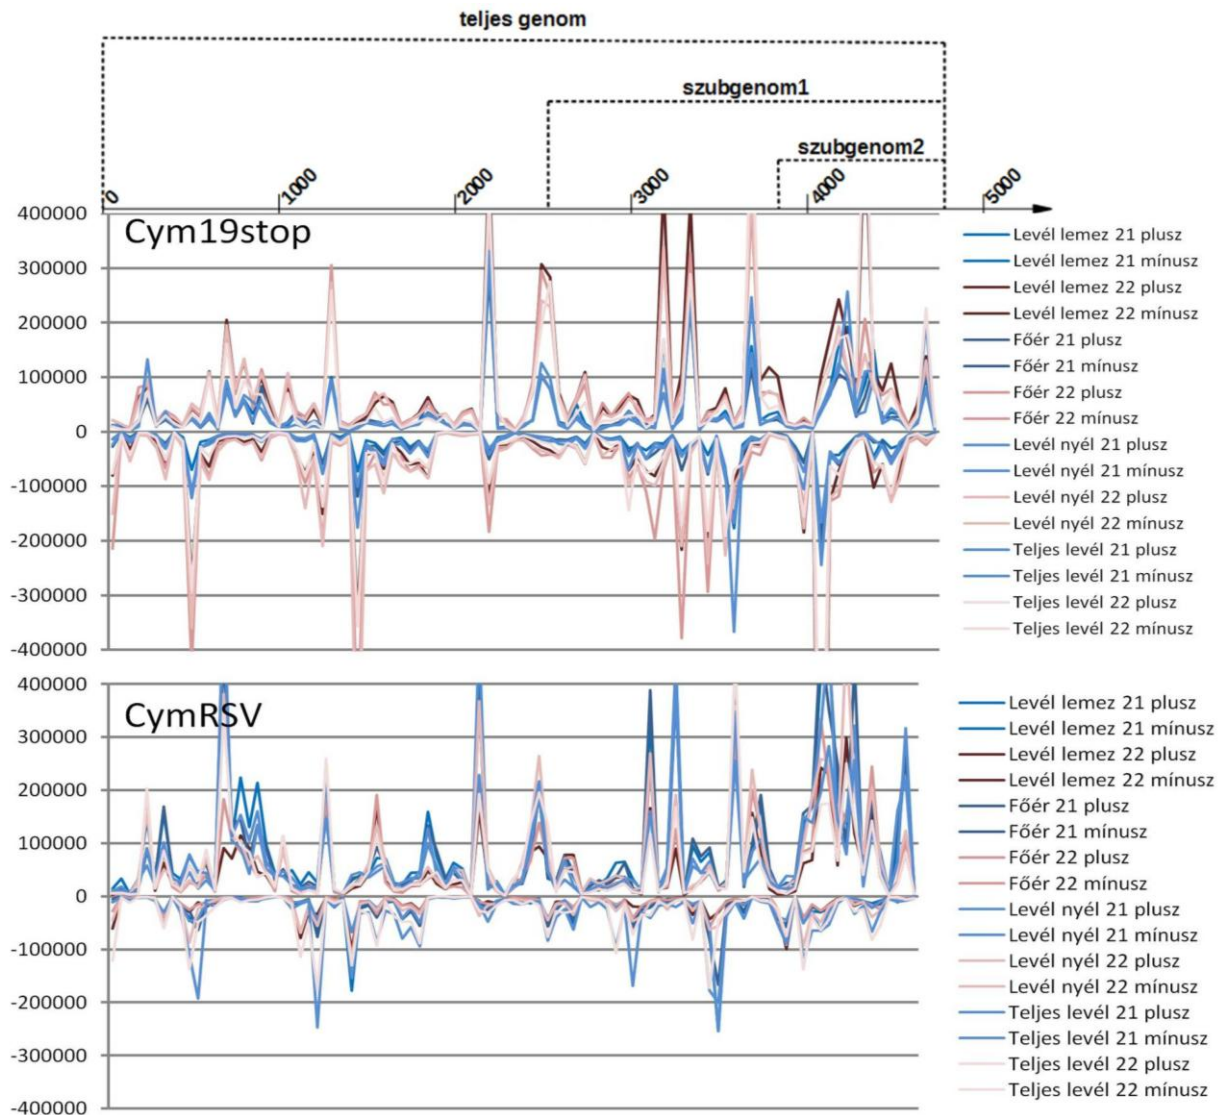 teljes genom
szubgenom1
szubgenom2
0
1000
2000
3000
4000
5000
Cym19stop
400000
300000
200000
100000
0
-100000
-200000
-300000
-400000
Levél lemez 21 plusz
Levél lemez 21 mínusz
Levél lemez 22 plusz
Levél lemez 22 mínusz
Főér 21 plusz
Főér 21 mínusz
Főér 22 plusz
Főér 22 mínusz
Levél nyél 21 plusz
Levél nyél 21 mínusz
Levél nyél 22 plusz
Levél nyél 22 mínusz
Teljes levél 21 plusz
Teljes levél 21 mínusz
Teljes levél 22 plusz
Teljes levél 22 mínusz
CymRSV
400000
300000
200000
100000
0
-100000
-200000
-300000
-400000
Levél lemez 21 plusz
Levél lemez 21 mínusz
Levél lemez 22 plusz
Levél lemez 22 mínusz
Főér 21 plusz
Főér 21 mínusz
Főér 22 plusz
Főér 22 mínusz
Levél nyél 21 plusz
Levél nyél 21 mínusz
Levél nyél 22 plusz
Levél nyél 22 mínusz
Teljes levél 21 plusz
Teljes levél 21 mínusz
Teljes levél 22 plusz
Teljes levél 22 mínusz